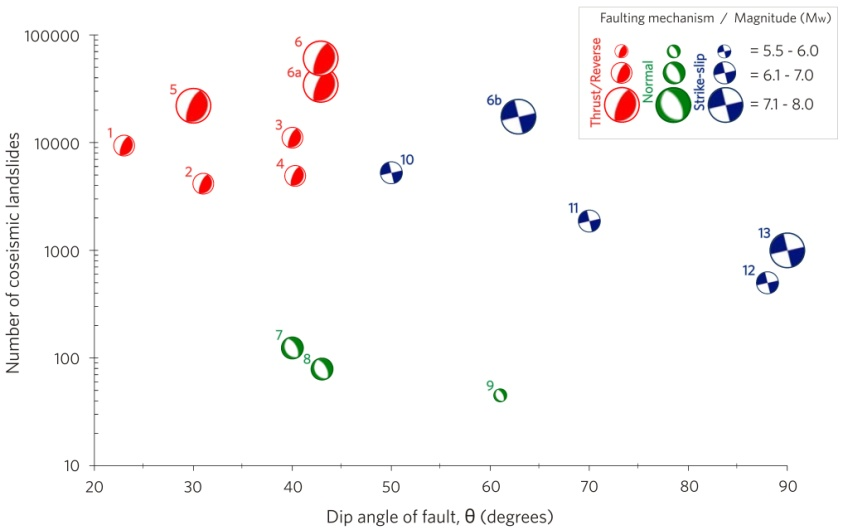 Faulting mechanism / Magnitude (Mw)
Thrust/Reverse
Normal
Strike-slip
= 5.5 - 6.0
= 6.1 - 7.0
= 7.1 - 8.0
Number of coseismic landslides
100000
10000
1000
100
10
6
6a
5
6b
1
3
2
4
10
11
13
12
7
8
9
20
30
40
50
60
70
80
90
Dip angle of fault, θ (degrees)